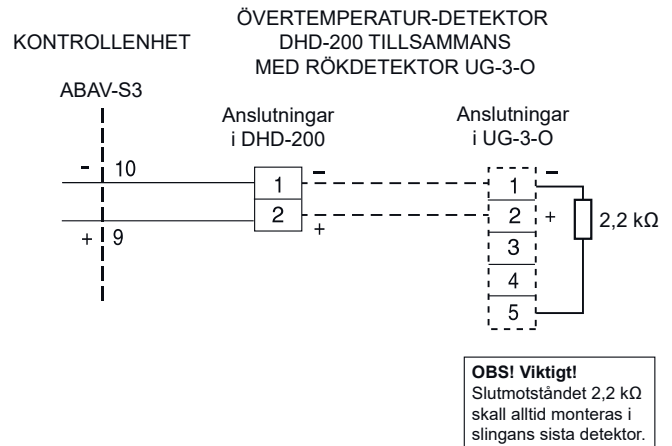 ÖVERTEMPERATUR-DETEKTOR
DHD-200 TILLSAMMANS
MED RÖKDETEKTOR UG-3-O
KONTROLLENHET
ABAV-S3
Anslutningar
i DHD-200
Anslutningar
i UG-3-O
- 10
+ 9
1 -
2 +
1 -
2 +
3
4
5
2,2 kΩ
OBS! Viktigt!
Slutmotståndet 2,2 kΩ
skall alltid monteras i
slingans sista detektor.